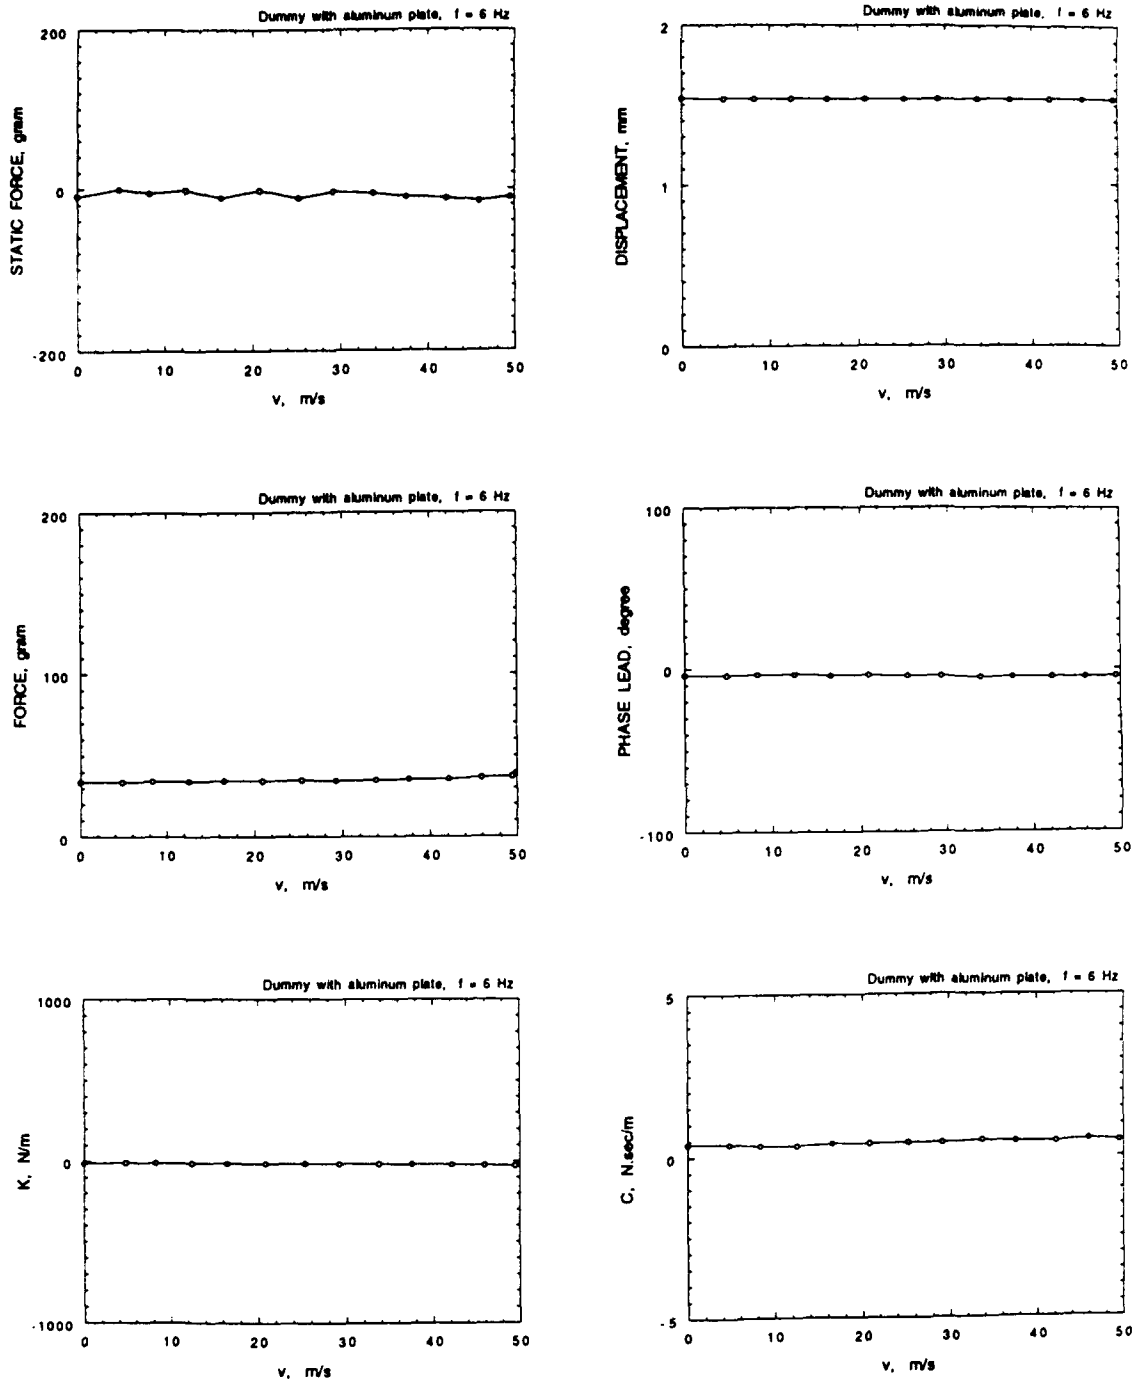 Dummy with aluminum plate, f = 6 Hz
200
0
-200
STATIC FORCE, gram
0 10 20 30 40 50
v, m/s
Dummy with aluminum plate, f = 6 Hz
2
1
0
DISPLACEMENT, mm
0 10 20 30 40 50
v, m/s
Dummy with aluminum plate, f = 6 Hz
200
100
0
FORCE, gram
0 10 20 30 40 50
v, m/s
Dummy with aluminum plate, f = 6 Hz
100
0
-100
PHASE LEAD, degree
0 10 20 30 40 50
v, m/s
Dummy with aluminum plate, f = 6 Hz
1000
0
-1000
K, N/m
0 10 20 30 40 50
v, m/s
Dummy with aluminum plate, f = 6 Hz
5
0
-5
C, N.sec/m
0 10 20 30 40 50
v, m/s